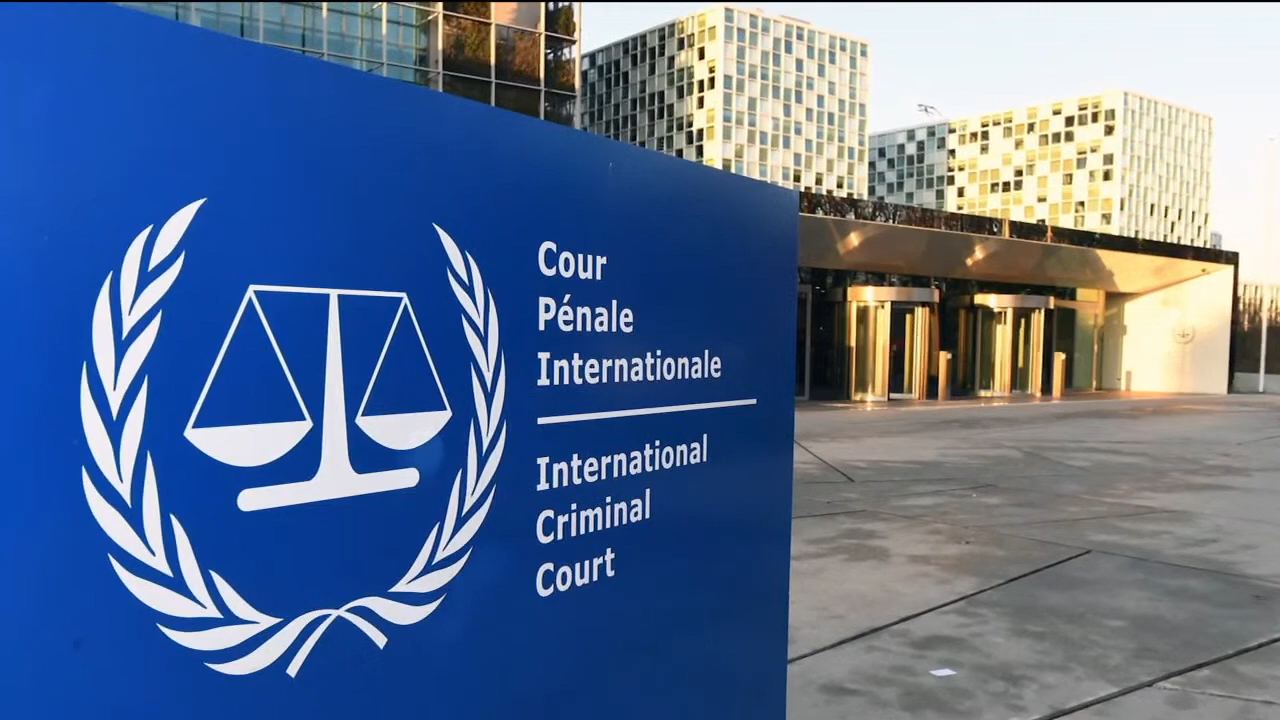 Cour
Pénale
Internationale
International
Criminal
Court